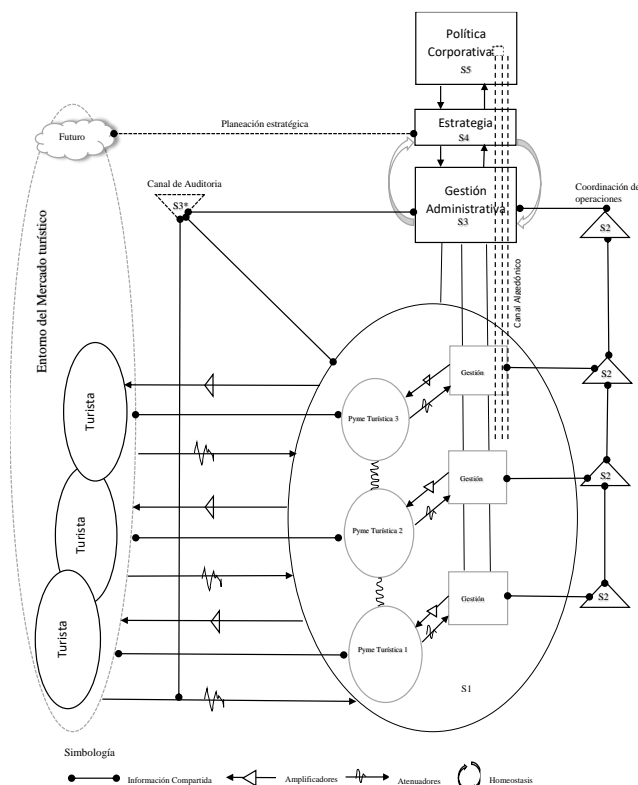 Política
Corporativa
S5
Planeación estratégica
Estrategia
S4
Futuro
Canal de Auditoria
S3*
Gestión
Administrativa
S3
Coordinación de
operaciones
S2
Canal Algedónico
Entorno del Mercado turístico
Gestión
S2
Turista
Pyme Turística 3
Gestión
S2
Turista
Pyme Turística 2
Gestión
S2
Turista
Pyme Turística 1
S1
Simbología
Información Compartida
Amplificadores
Atenuadores
Homeostasis